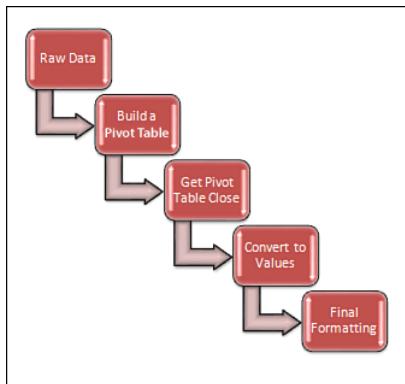 Raw Data
Build a
Pivot Table
Get Pivot
Table Close
Convert to
Values
Final
Formatting